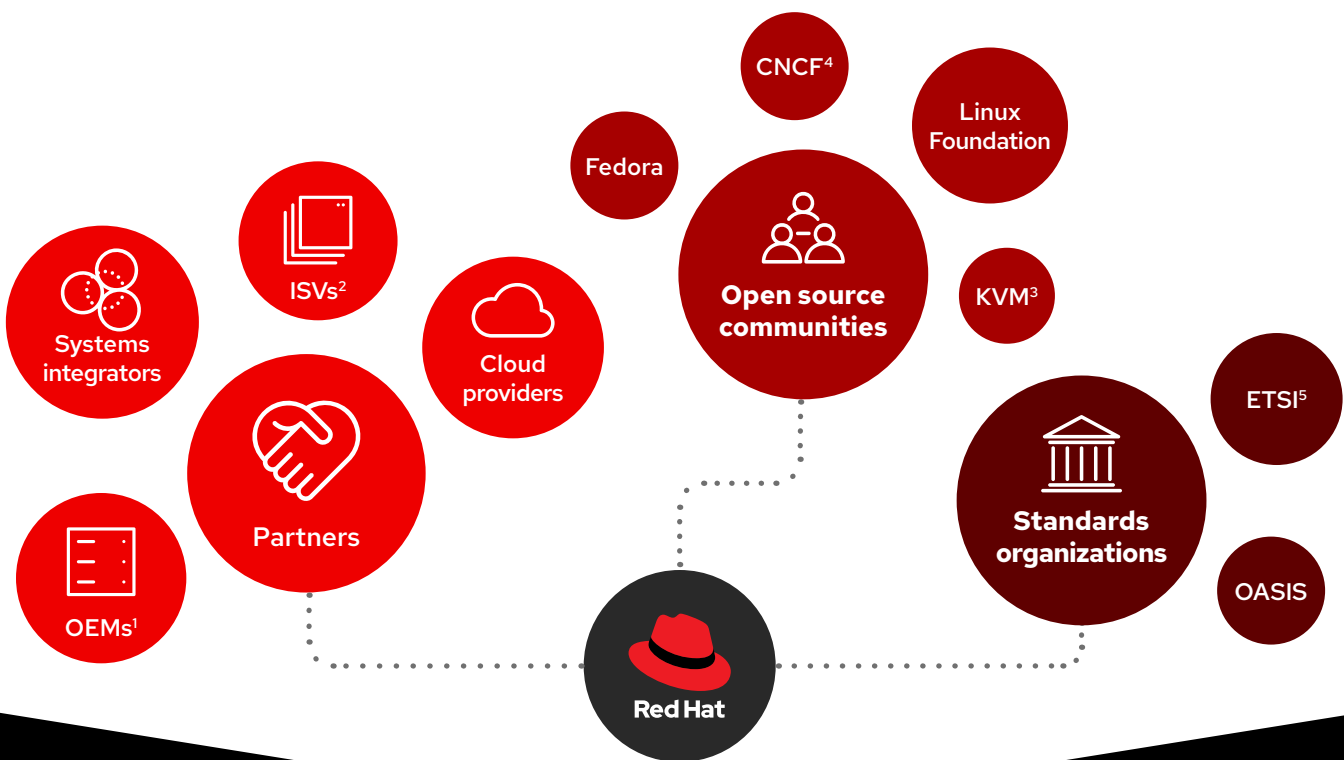 CNCF⁴
Linux
Foundation
Fedora
Open source
communities
KVM³
ISVs²
Systems
integrators
Cloud
providers
Partners
OEMs¹
ETSI⁵
Standards
organizations
OASIS
Red Hat